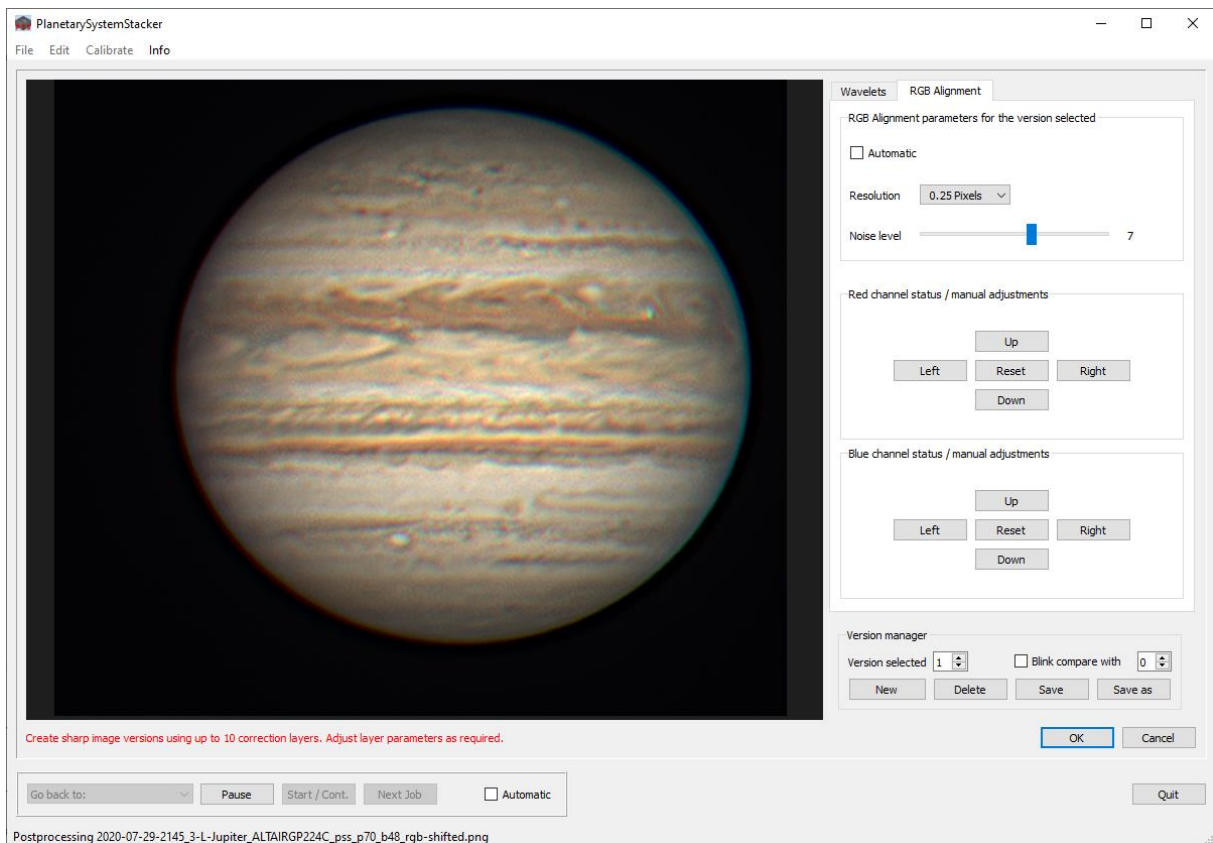 PlanetarySystemStacker
File Edit Calibrate Info
Wavelets RGB Alignment
RGB Alignment parameters for the version selected
Automatic
Resolution 0.25 Pixels
Noise level 7
Red channel status / manual adjustments
Up
Left Reset Right
Down
Blue channel status / manual adjustments
Up
Left Reset Right
Down
Version manager
Version selected 1 Blink compare with 0
New Delete Save Save as
Create sharp image versions using up to 10 correction layers. Adjust layer parameters as required.
OK Cancel
Go back to: Pause Start / Cont. Next Job Automatic
Quit
Postprocessing 2020-07-29-2145_3-L-Jupiter_ALTAIRGP224C_pss_p70_b48_rgb-shifted.png